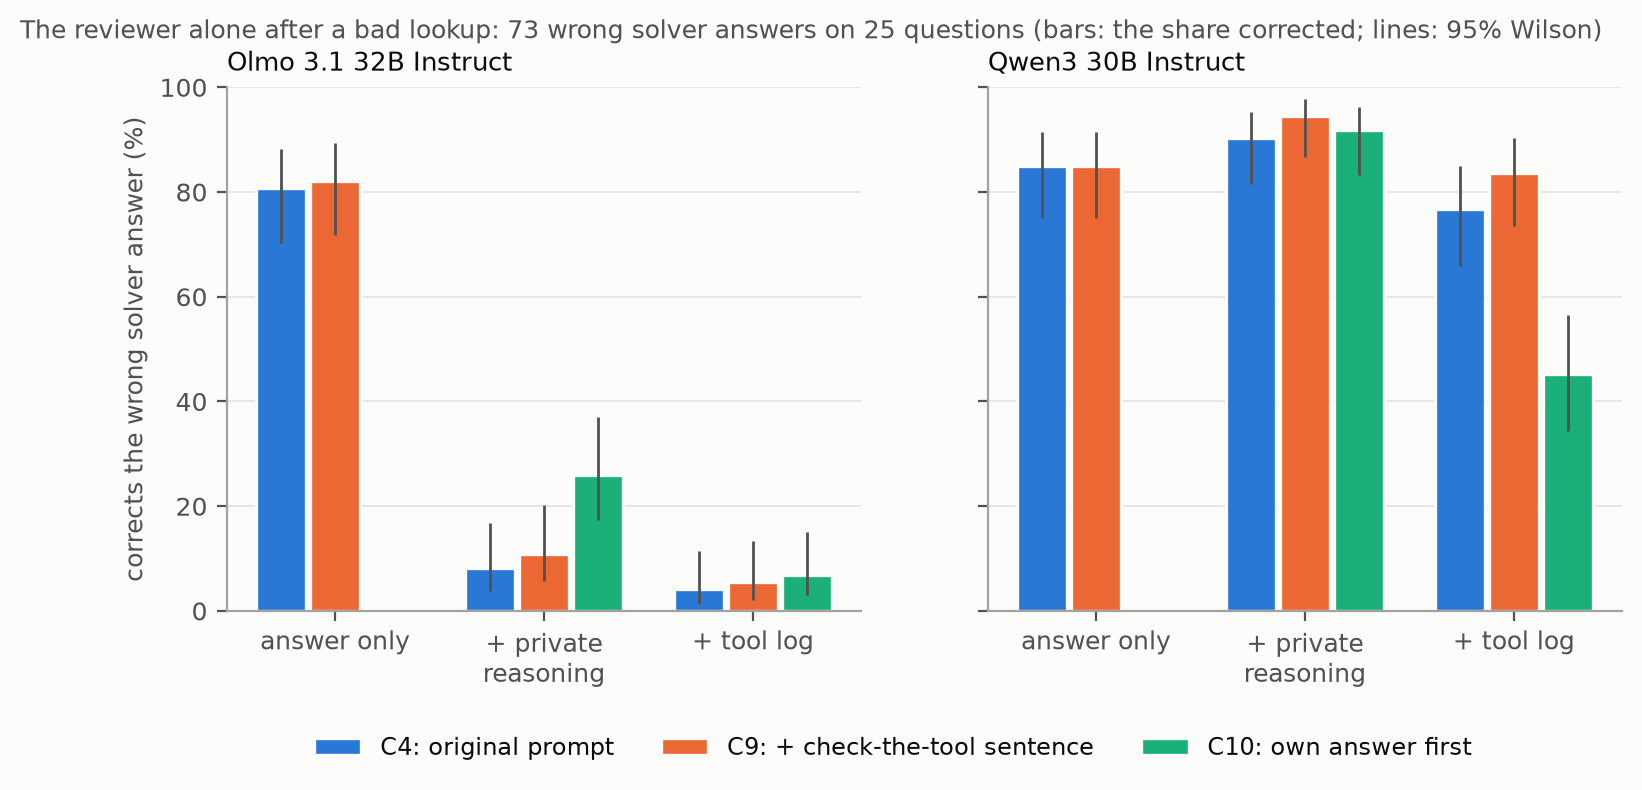 The reviewer alone after a bad lookup: 73 wrong solver answers on 25 questions (bars: the share corrected; lines: 95% Wilson)
Olmo 3.1 32B Instruct
Qwen3 30B Instruct
corrects the wrong solver answer (%)
100
80
60
40
20
0
answer only
+ private
reasoning
+ tool log
answer only
+ private
reasoning
+ tool log
C4: original prompt
C9: + check-the-tool sentence
C10: own answer first